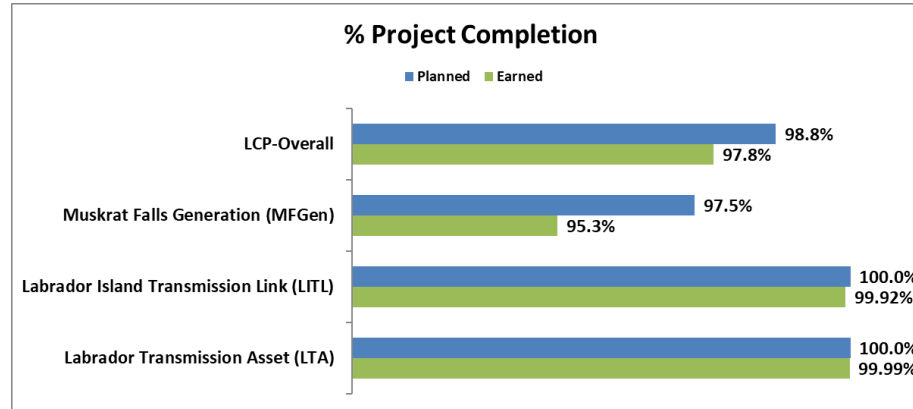 % Project Completion
Planned Earned
LCP-Overall
98.8%
97.8%
Muskrat Falls Generation (MFGen)
97.5%
95.3%
Labrador Island Transmission Link (LITL)
100.0%
99.92%
Labrador Transmission Asset (LTA)
100.0%
99.99%